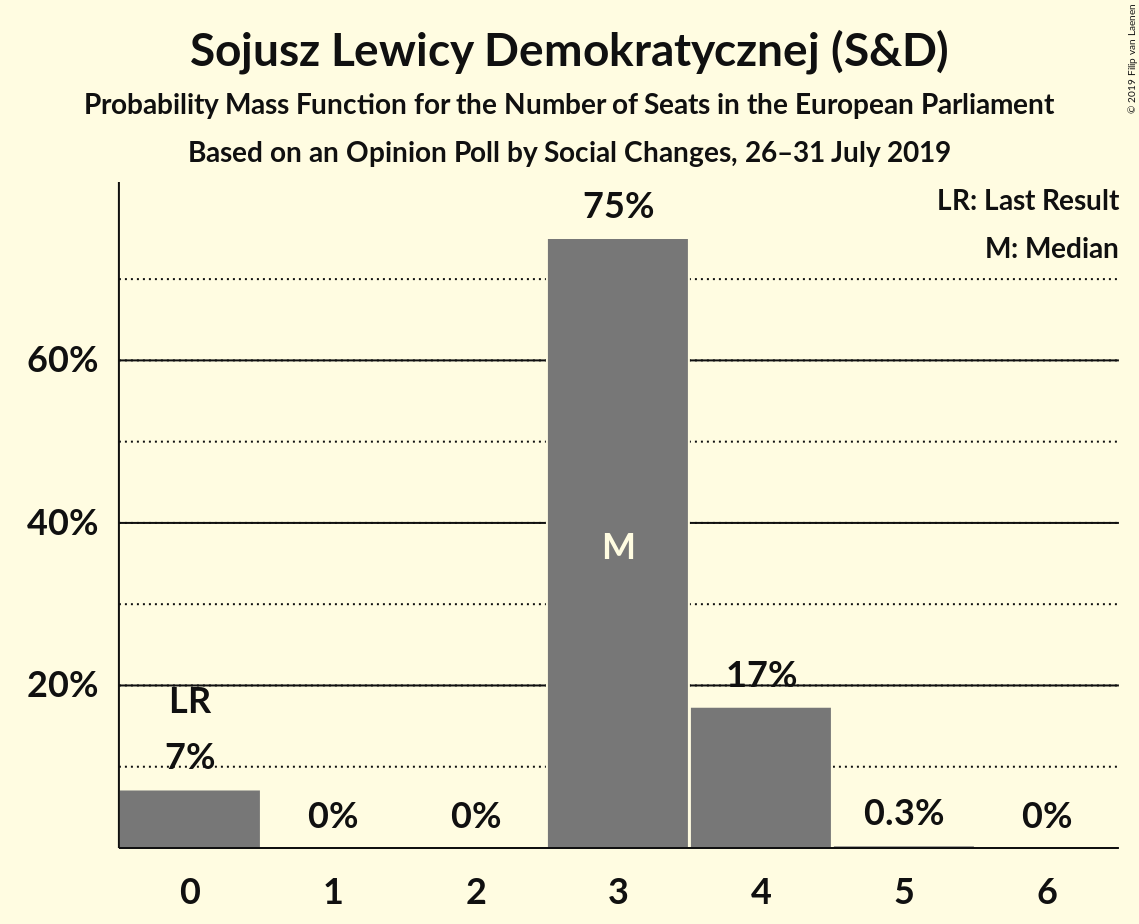 Sojusz Lewicy Demokratycznej (S&D)
Probability Mass Function for the Number of Seats in the European Parliament
Based on an Opinion Poll by Social Changes, 26–31 July 2019
© 2019 Filip van Laenen
LR: Last Result
M: Median
75%
60%
40%
M
20%
17%
LR
7%
0%
0%
0.3%
0%
0 1 2 3 4 5 6